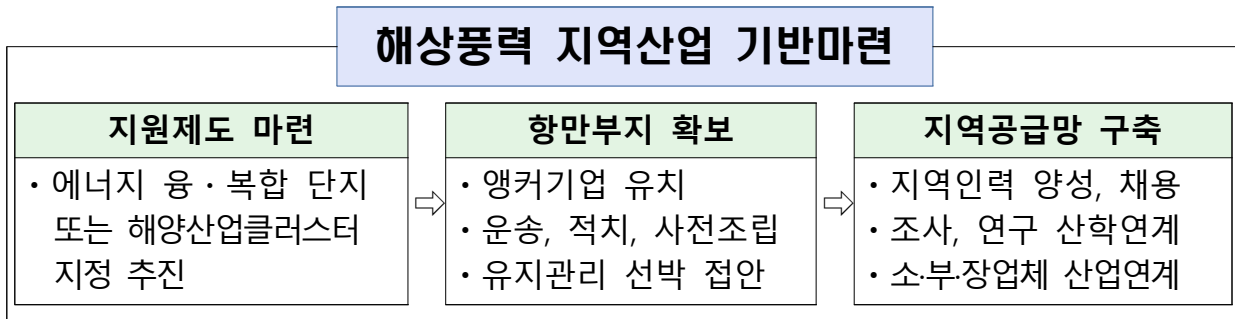 해상풍력 지역산업 기반마련
지원제도 마련
· 에너지 융·복합 단지
또는 해양산업클러스터
지정 추진
항만부지 확보
· 앵커기업 유치
· 운송, 적치, 사전조립
· 유지관리 선박 접안
지역공급망 구축
· 지역인력 양성, 채용
· 조사, 연구 산학연계
· 소·부·장업체 산업연계